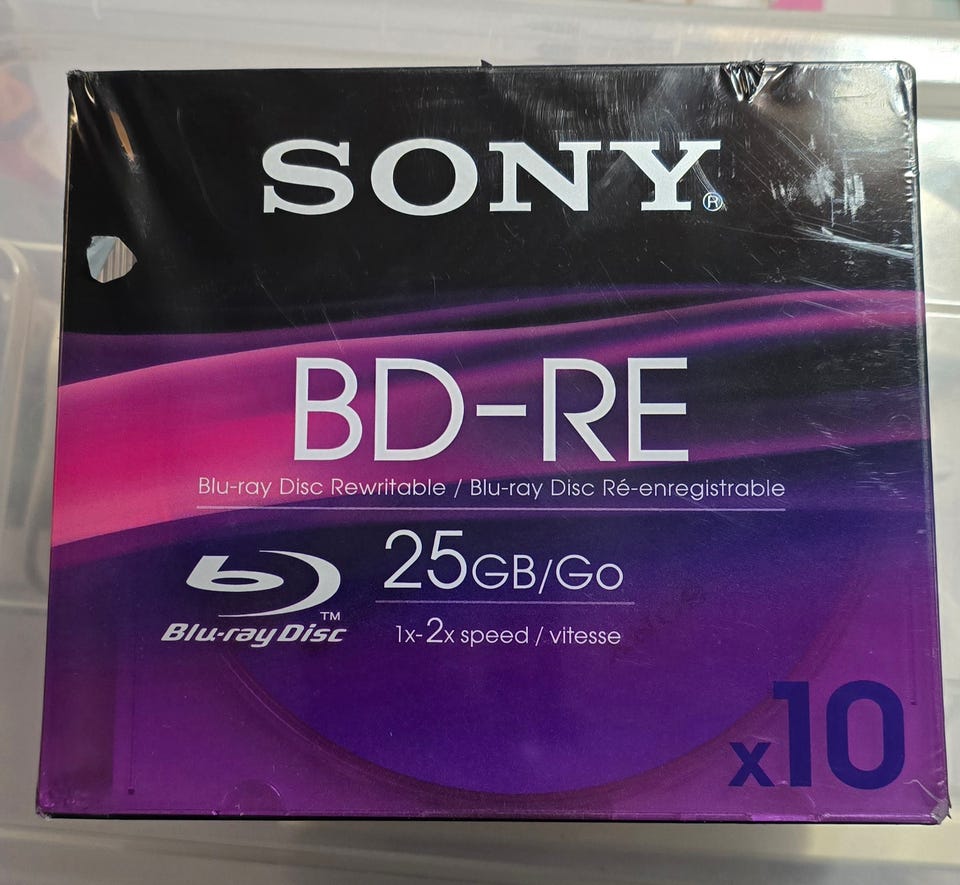 SONY®
BD-RE
Blu-ray Disc Rewritable / Blu-ray Disc Ré-enregistrable
25GB/Go
Blu-ray Disc™
1x-2x speed / vitesse
x10